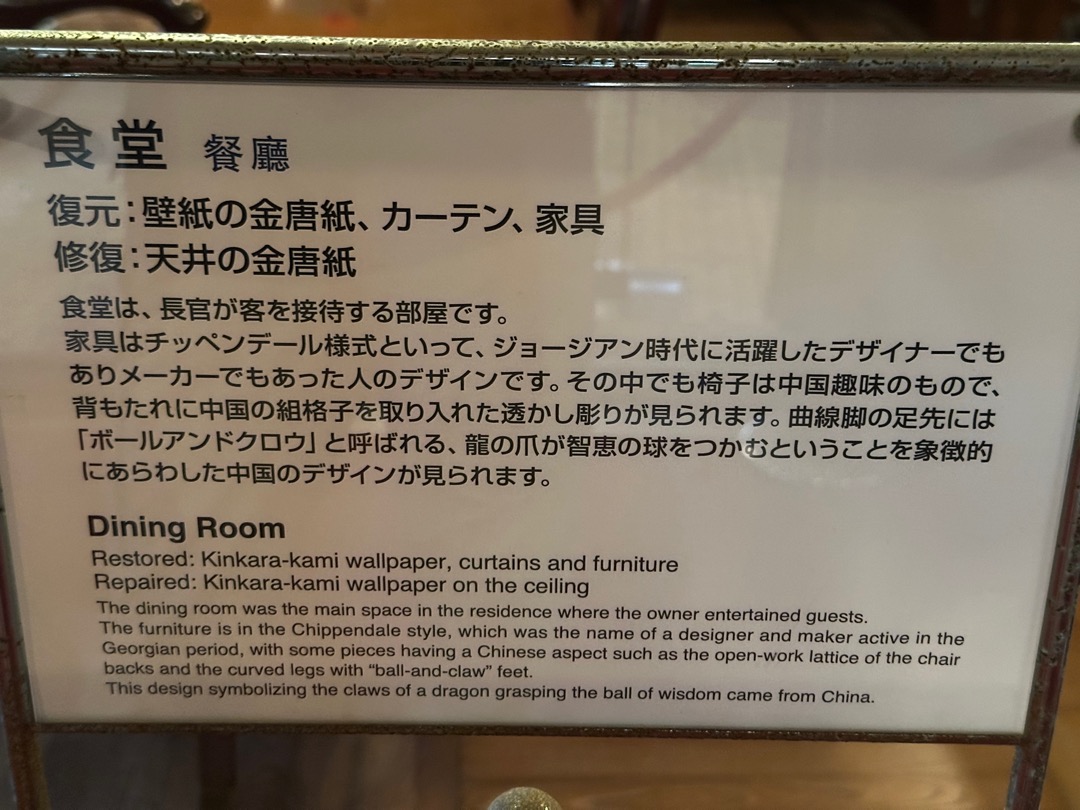 食堂 餐廳
復元：壁紙の金唐紙、カーテン、家具
修復：天井の金唐紙
食堂は、長官が客を接待する部屋です。
家具はチッペンデール様式といって、ジョージアン時代に活躍したデザイナーでも
ありメーカーでもあった人のデザインです。その中でも椅子は中国趣味のもので、
背もたれに中国の組格子を取り入れた透かし彫りが見られます。曲線脚の足先には
「ボールアンドクロウ」と呼ばれる、龍の爪が智恵の球をつかむということを象徴的
にあらわした中国のデザインが見られます。
Dining Room
Restored: Kinkara-kami wallpaper, curtains and furniture
Repaired: Kinkara-kami wallpaper on the ceiling
The dining room was the main space in the residence where the owner entertained guests.
The furniture is in the Chippendale style, which was the name of a designer and maker active in the
Georgian period, with some pieces having a Chinese aspect such as the open-work lattice of the chair
backs and the curved legs with “ball-and-claw” feet.
This design symbolizing the claws of a dragon grasping the ball of wisdom came from China.